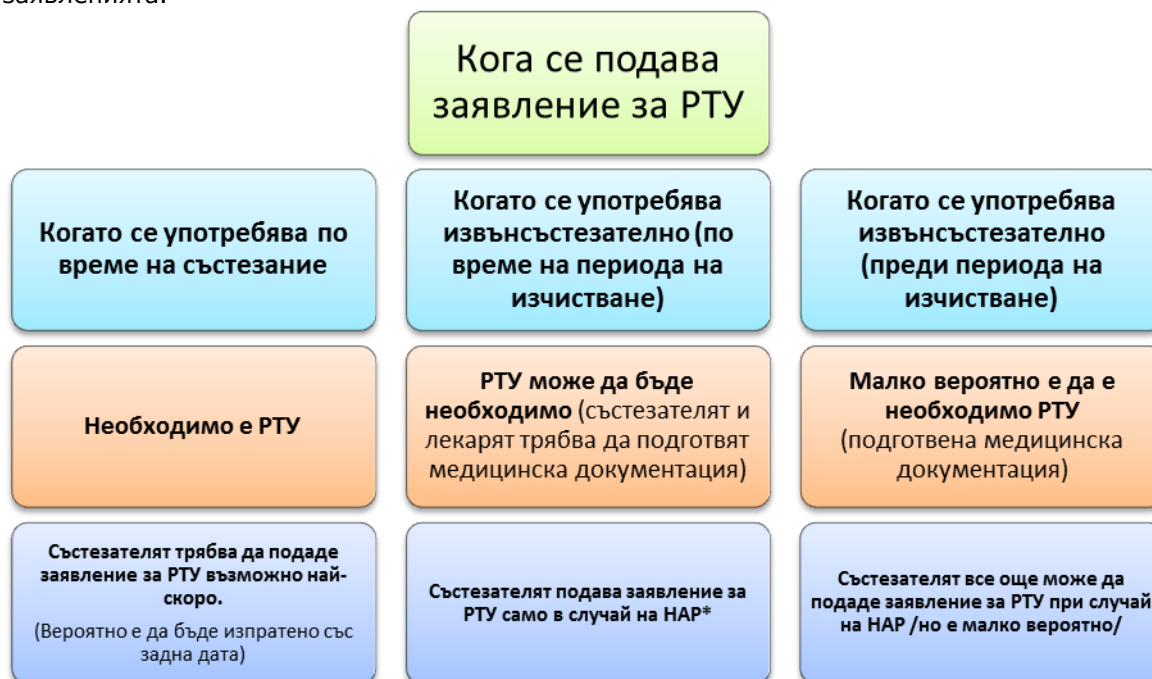 заявленията.
Кога се подава
заявление за РТУ
Когато се употребява по
време на състезание
Когато се употребява
извънсъстезателно (по
време на периода на
изчистване)
Когато се употребява
извънсъстезателно
(преди периода на
изчистване)
Необходимо е РТУ
РТУ може да бъде
необходимо (състезателят и
лекарят трябва да подготвят
медицинска документация)
Малко вероятно е да е
необходимо РТУ
(подготвена медицинска
документация)
Състезателят трябва да подаде
заявление за РТУ възможно най-
скоро.
(Вероятно е да бъде изпратено със
задна дата)
Състезателят подава заявление за
РТУ само в случай на НАР*
Състезателят все още може да
подаде заявление за РТУ при случай
на НАР /но е малко вероятно/